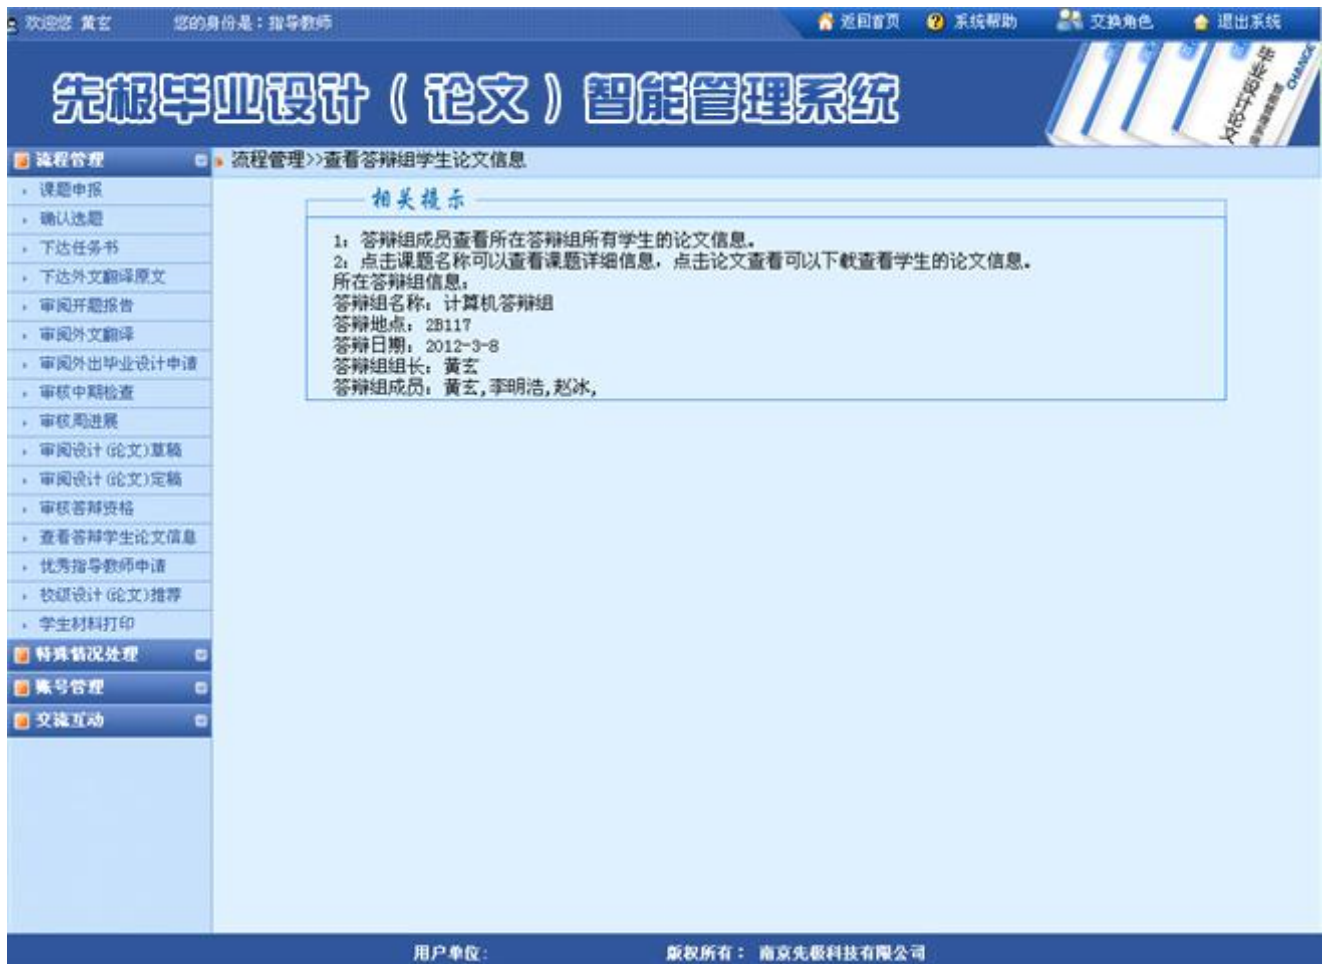 欢迎您 黄玄 您的身份是：指导教师 返回首页 系统帮助 交换角色 退出系统
先极毕业设计（论文）智能管理系统
毕业设计论文
CHANGE
流程管理
流程管理>>查看答辩组学生论文信息
课题申报
确认选题
下达任务书
下达外文翻译原文
审阅开题报告
审阅外文翻译
审阅外出毕业设计申请
审核中期检查
审核周进展
审阅设计(论文)草稿
审阅设计(论文)定稿
审核答辩资格
查看答辩学生论文信息
优秀指导教师申请
校级设计(论文)推荐
学生材料打印
特殊情况处理
账号管理
交流互动
相关提示
1：答辩组成员查看所在答辩组所有学生的论文信息。
2：点击课题名称可以查看课题详细信息，点击论文查看可以下载查看学生的论文信息。
所在答辩组信息：
答辩组名称：计算机答辩组
答辩地点：2B117
答辩日期：2012-3-8
答辩组组长：黄玄
答辩组成员：黄玄,李明浩,赵冰,
用户单位: 版权所有： 南京先极科技有限公司